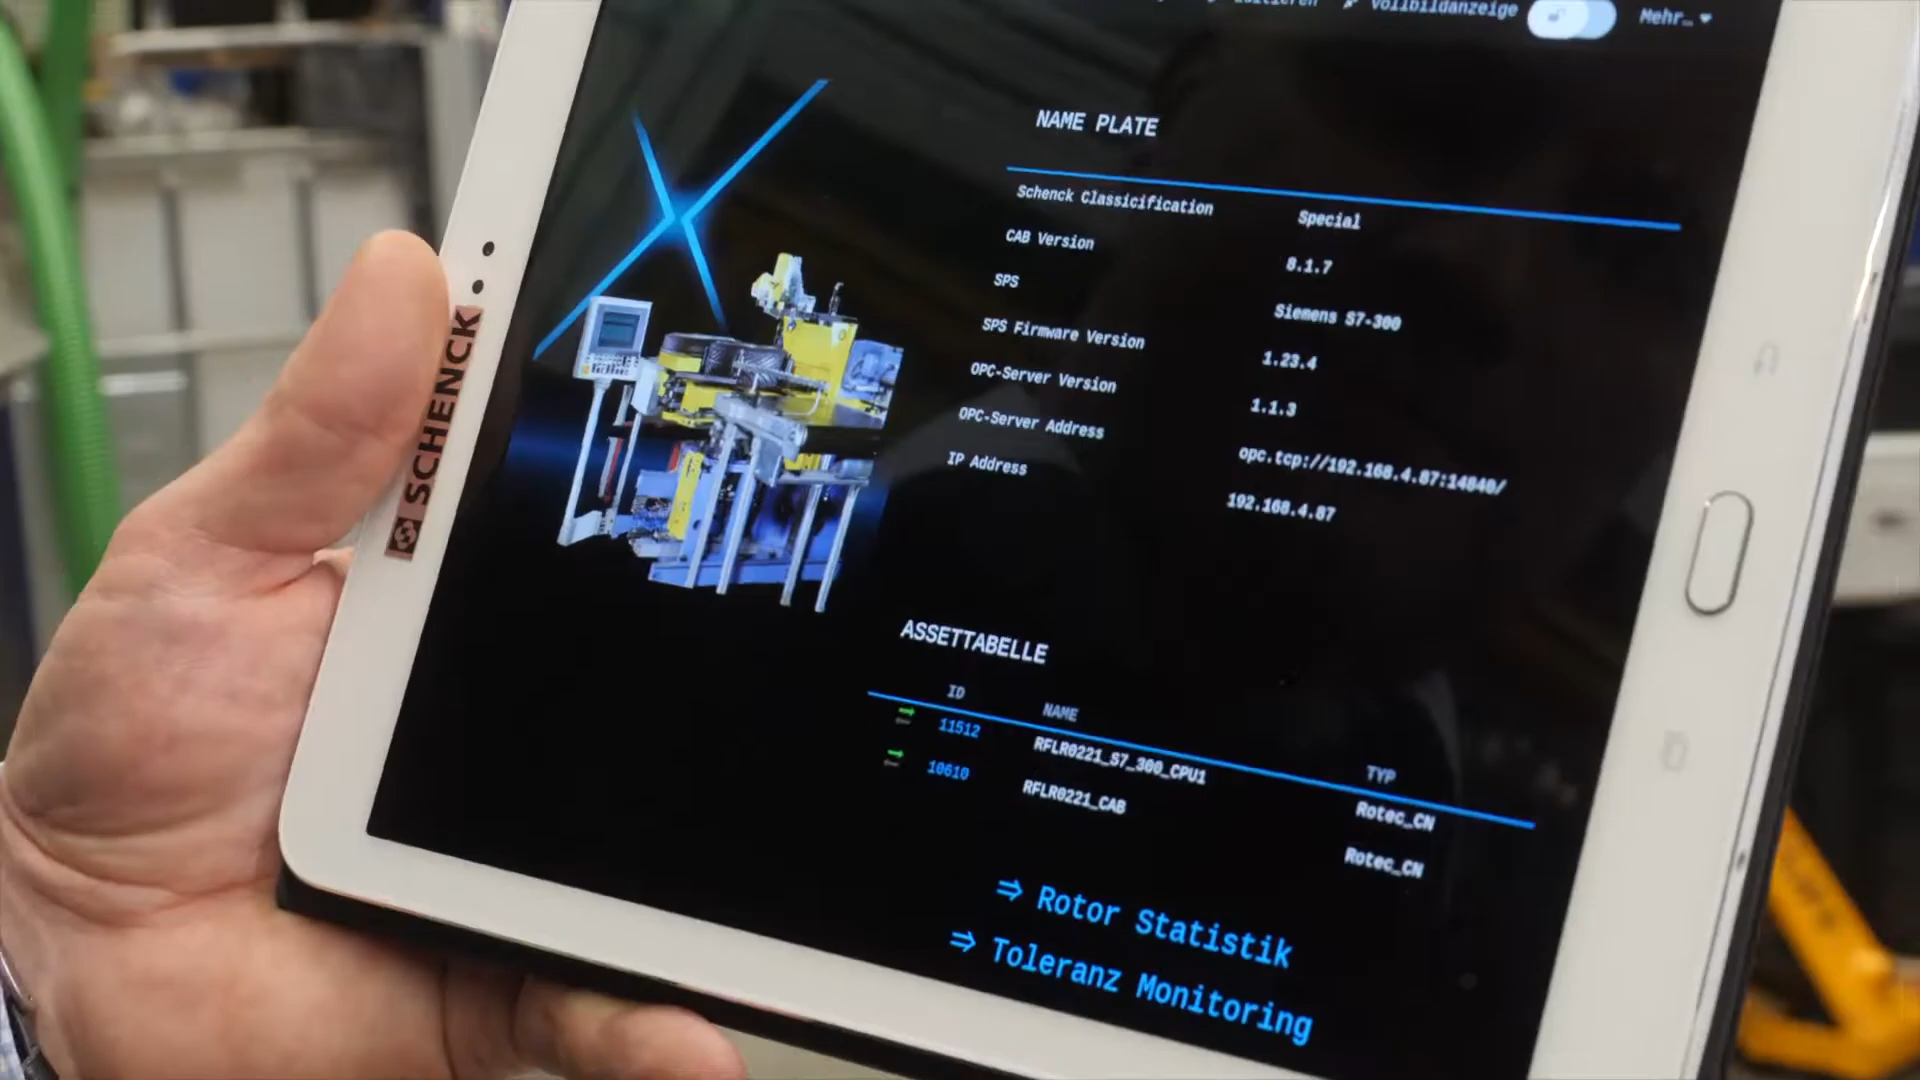 Vollbildanzeige
Mehr…
NAME PLATE
Schenck Classicification Special
CAB Version 8.1.7
SPS Siemens S7-300
SPS Firmware Version 1.23.4
OPC-Server Version 1.1.3
OPC-Server Address opc.tcp://192.168.4.87:14840/
IP Address 192.168.4.87
SCHENCK
ASSETTABELLE
ID NAME TYP
11512 RFLR0221_S7_300_CPU1 Rotec_CN
10610 RFLR0221_CAB Rotec_CN
⇒ Rotor Statistik
⇒ Toleranz Monitoring